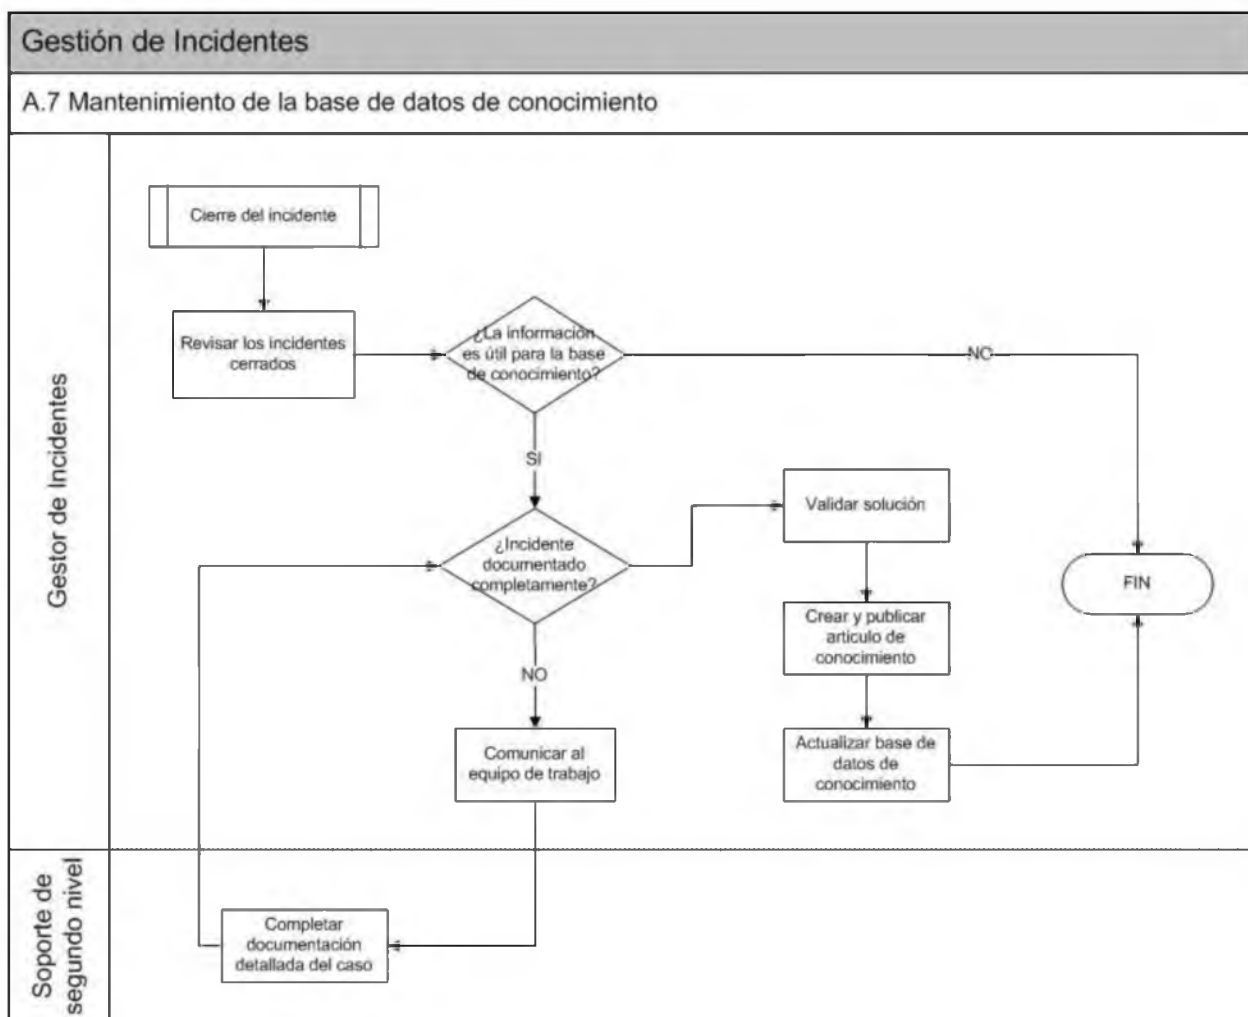 Gestión de Incidentes
A.7 Mantenimiento de la base de datos de conocimiento
Gestor de Incidentes
Cierre del incidente
Revisar los incidentes
cerrados
¿La información
es útil para la base
de conocimiento?
NO
SI
¿Incidente
documentado
completamente?
Validar solución
FIN
Crear y publicar
articulo de
conocimiento
NO
Comunicar al
equipo de trabajo
Actualizar base de
datos de
conocimiento
Soporte de
segundo nivel
Completar
documentación
detallada del caso